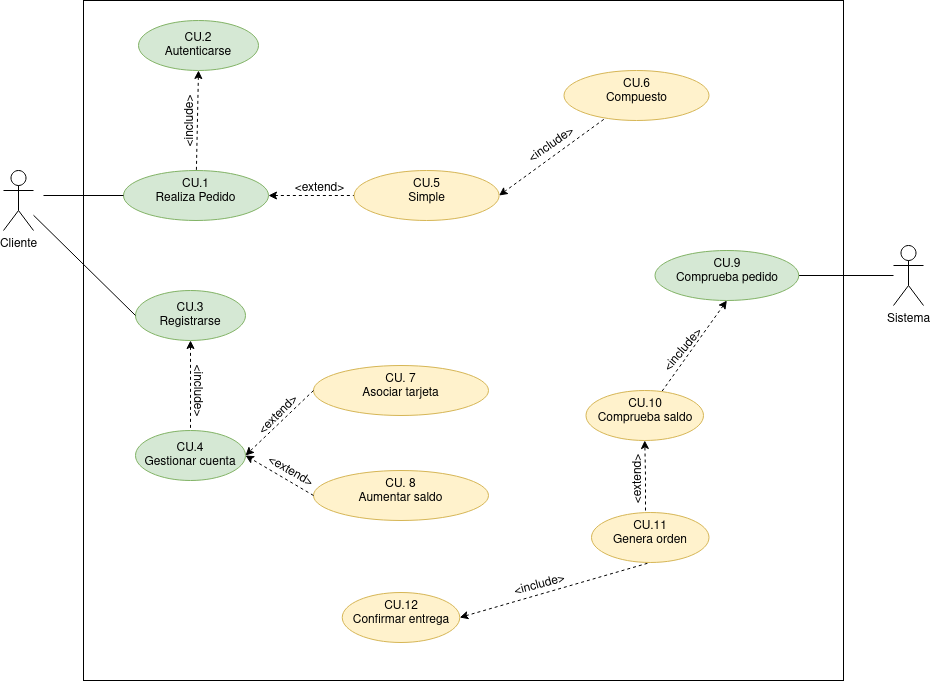 CU.2
Autenticarse
<include>
CU.6
Compuesto
<include>
CU.1
Realiza Pedido
<extend>
CU.5
Simple
Cliente
CU.9
Comprueba pedido
Sistema
CU.3
Registrarse
<include>
<include>
CU. 7
Asociar tarjeta
<extend>
CU.10
Comprueba saldo
CU.4
Gestionar cuenta
<extend>
CU. 8
Aumentar saldo
<extend>
CU.11
Genera orden
<include>
CU.12
Confirmar entrega